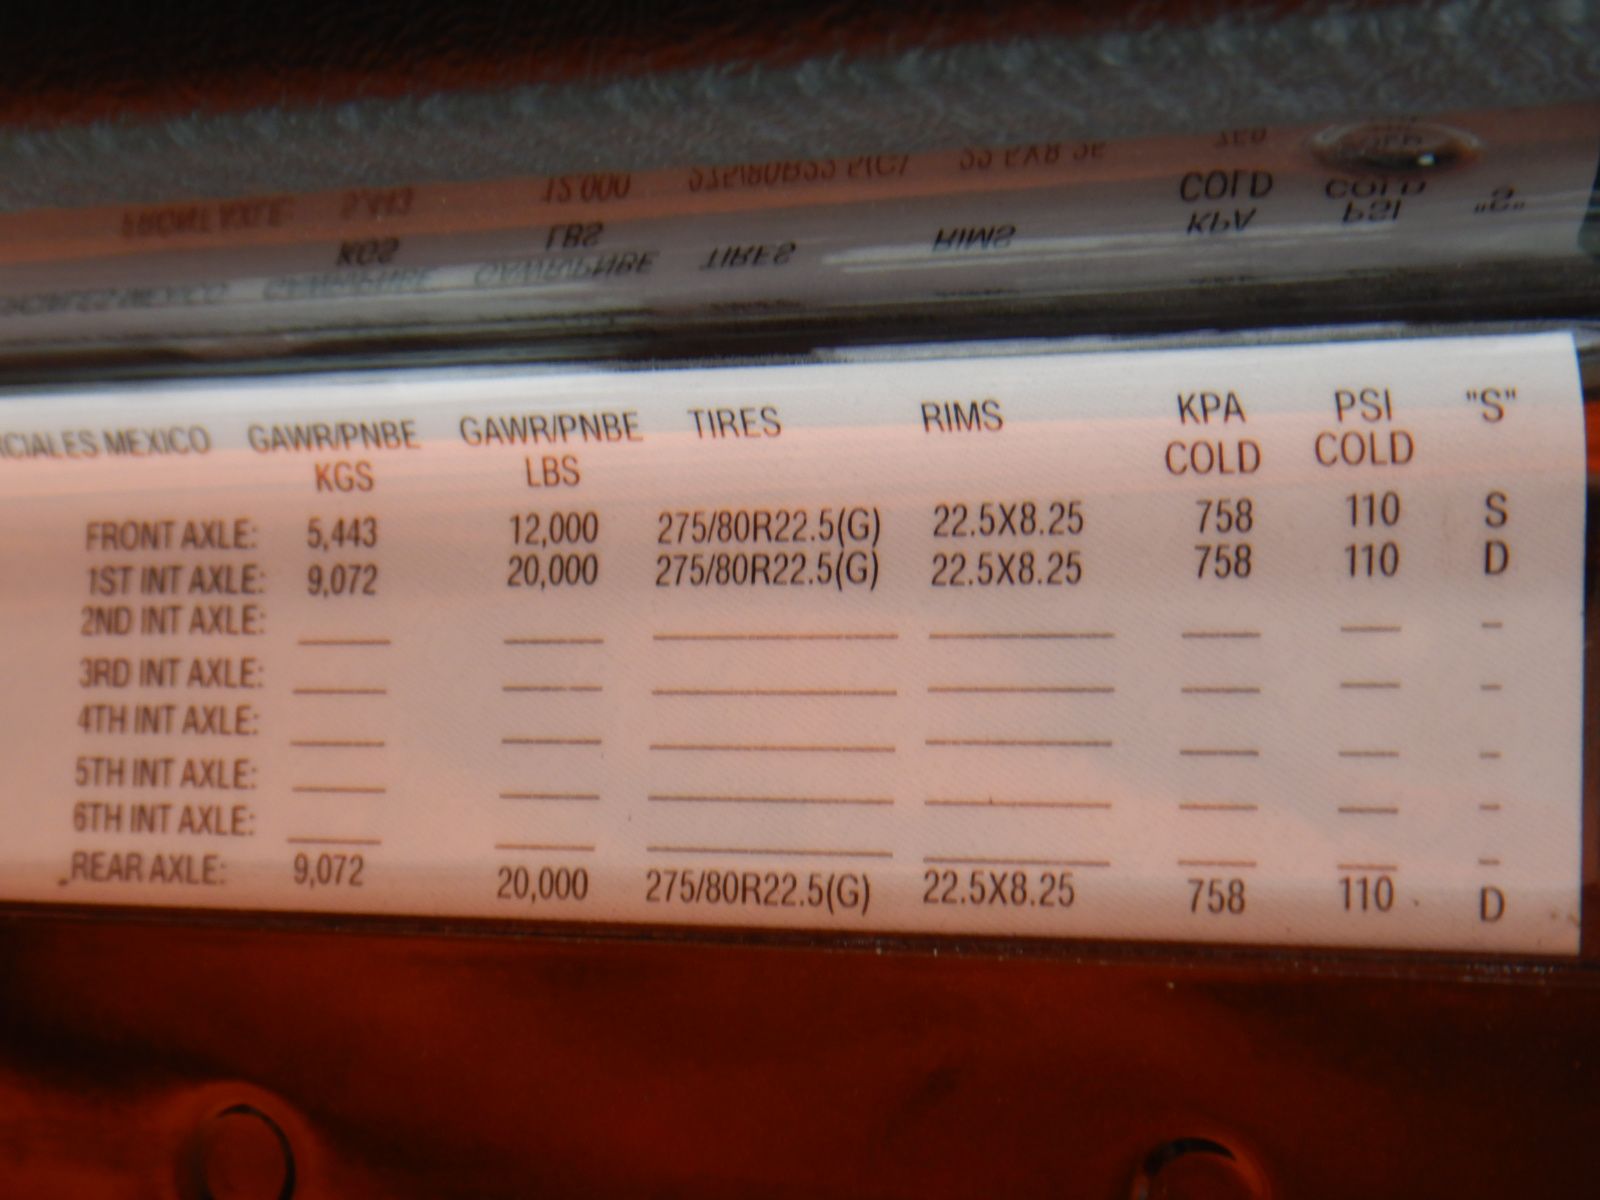 CIALES MEXICO GAWR/PNBE GAWR/PNBE TIRES RIMS KPA PSI "S"
KGS LBS COLD COLD
FRONT AXLE: 5,443 12,000 275/80R22.5(G) 22.5X8.25 758 110 S
1ST INT AXLE: 9,072 20,000 275/80R22.5(G) 22.5X8.25 758 110 D
2ND INT AXLE:
3RD INT AXLE:
4TH INT AXLE:
5TH INT AXLE:
6TH INT AXLE:
REAR AXLE: 9,072 20,000 275/80R22.5(G) 22.5X8.25 758 110 D